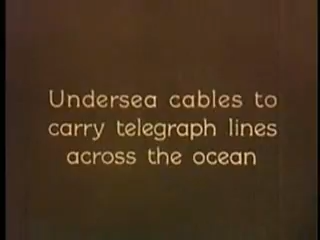 Undersea cables to
carry telegraph lines
across the ocean